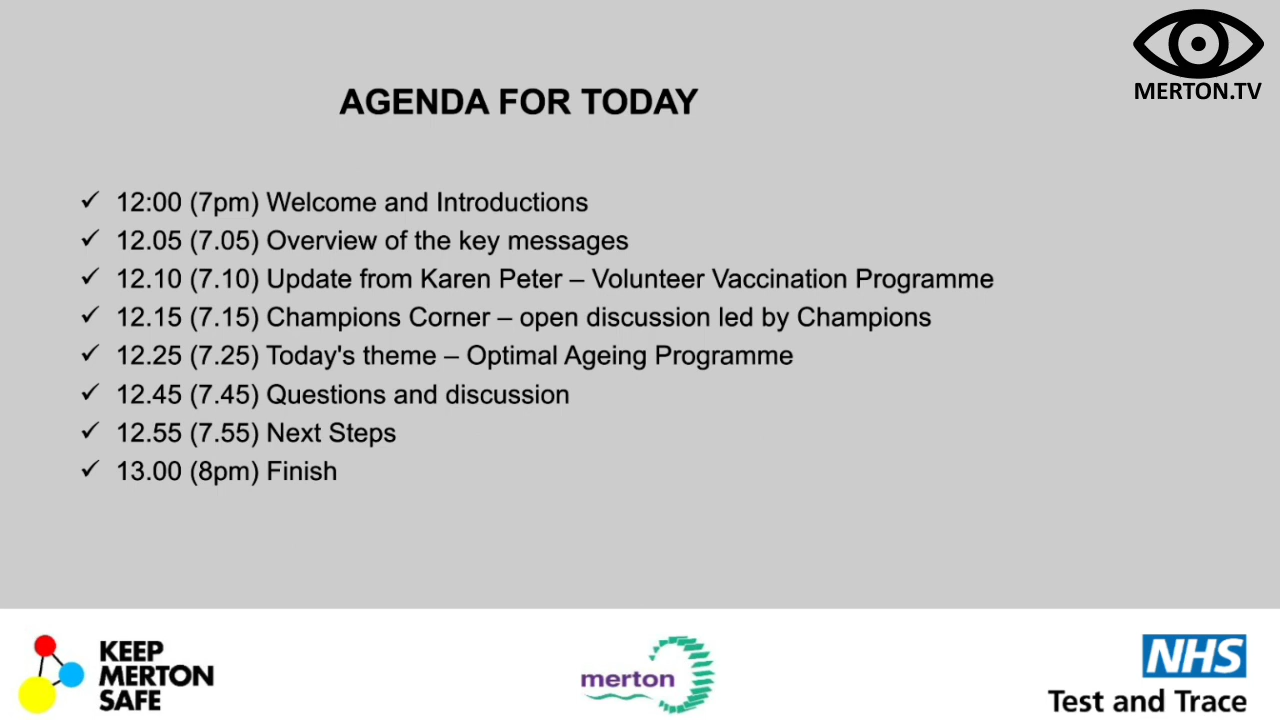 MERTON.TV
AGENDA FOR TODAY
✓ 12:00 (7pm) Welcome and Introductions
✓ 12.05 (7.05) Overview of the key messages
✓ 12.10 (7.10) Update from Karen Peter – Volunteer Vaccination Programme
✓ 12.15 (7.15) Champions Corner – open discussion led by Champions
✓ 12.25 (7.25) Today's theme – Optimal Ageing Programme
✓ 12.45 (7.45) Questions and discussion
✓ 12.55 (7.55) Next Steps
✓ 13.00 (8pm) Finish
KEEP
MERTON
SAFE
merton
NHS
Test and Trace